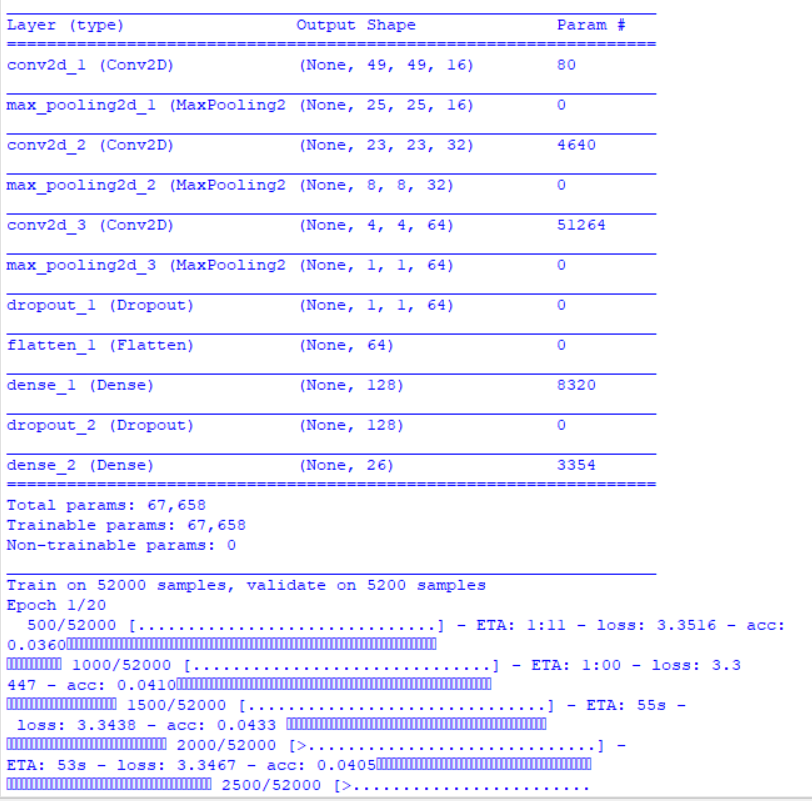 Layer (type) Output Shape Param #
conv2d_1 (Conv2D) (None, 49, 49, 16) 80
max_pooling2d_1 (MaxPooling2 (None, 25, 25, 16) 0
conv2d_2 (Conv2D) (None, 23, 23, 32) 4640
max_pooling2d_2 (MaxPooling2 (None, 8, 8, 32) 0
conv2d_3 (Conv2D) (None, 4, 4, 64) 51264
max_pooling2d_3 (MaxPooling2 (None, 1, 1, 64) 0
dropout_1 (Dropout) (None, 1, 1, 64) 0
flatten_1 (Flatten) (None, 64) 0
dense_1 (Dense) (None, 128) 8320
dropout_2 (Dropout) (None, 128) 0
dense_2 (Dense) (None, 26) 3354
Total params: 67,658
Trainable params: 67,658
Non-trainable params: 0
Train on 52000 samples, validate on 5200 samples
Epoch 1/20
500/52000 [..............................] - ETA: 1:11 - loss: 3.3516 - acc:
0.0360
1000/52000 [..............................] - ETA: 1:00 - loss: 3.3
447 - acc: 0.0410
1500/52000 [..............................] - ETA: 55s -
loss: 3.3438 - acc: 0.0433
2000/52000 [>.............................] -
ETA: 53s - loss: 3.3467 - acc: 0.0405
2500/52000 [>........................